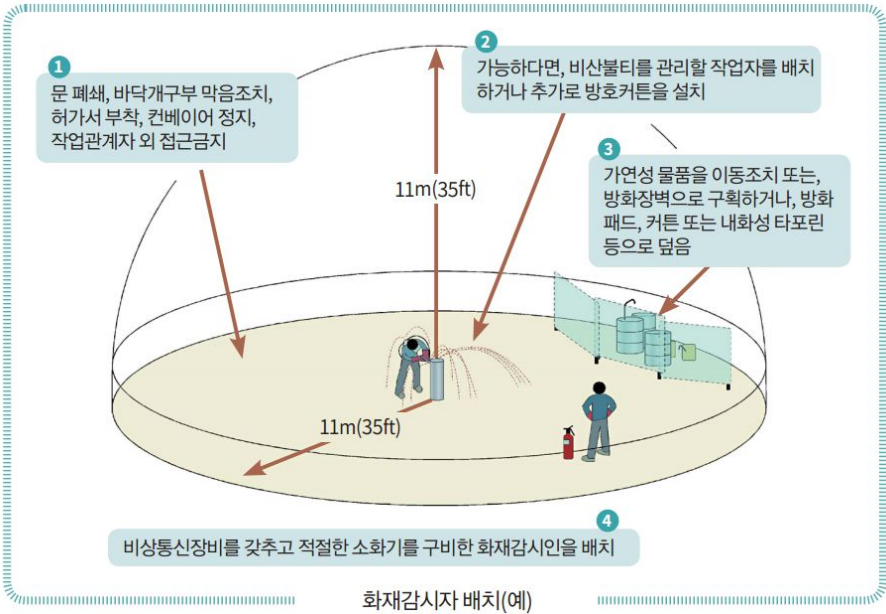 1
문 폐쇄, 바닥개구부 막음조치,
허가서 부착, 컨베이어 정지,
작업관계자 외 접근금지
2
가능하다면, 비산불티를 관리할 작업자를 배치
하거나 추가로 방호커튼을 설치
3
가연성 물품을 이동조치 또는,
방화장벽으로 구획하거나, 방화
패드, 커튼 또는 내화성 타포린
등으로 덮음
11m(35ft)
11m(35ft)
4
비상통신장비를 갖추고 적절한 소화기를 구비한 화재감시인을 배치
화재감시자 배치(예)